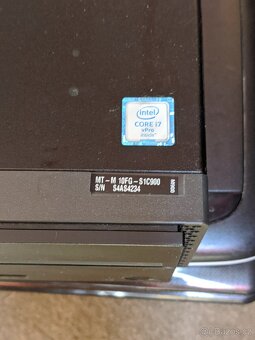 intel
CORE i7
vPro
inside
MT-M 10FG-S1C900
S/N S4AS4234